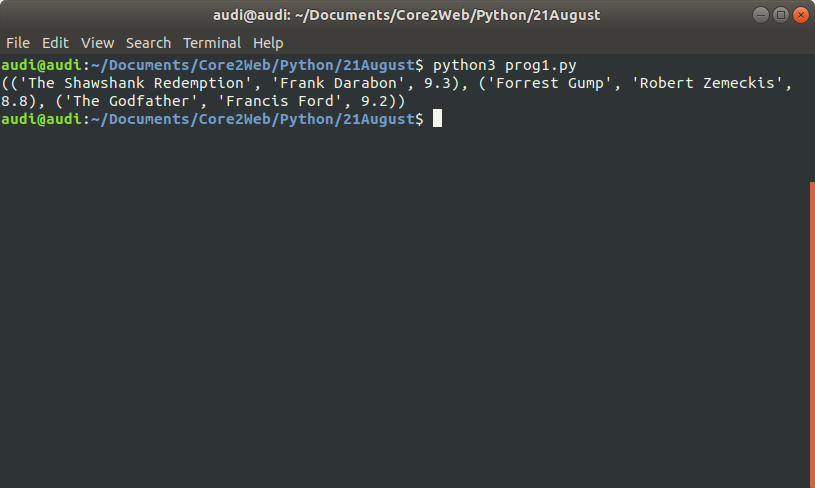 audi@audi: ~/Documents/Core2Web/Python/21August
File Edit View Search Terminal Help
audi@audi:~/Documents/Core2Web/Python/21August$ python3 prog1.py
(('The Shawshank Redemption', 'Frank Darabon', 9.3), ('Forrest Gump', 'Robert Zemeckis',
8.8), ('The Godfather', 'Francis Ford', 9.2))
audi@audi:~/Documents/Core2Web/Python/21August$